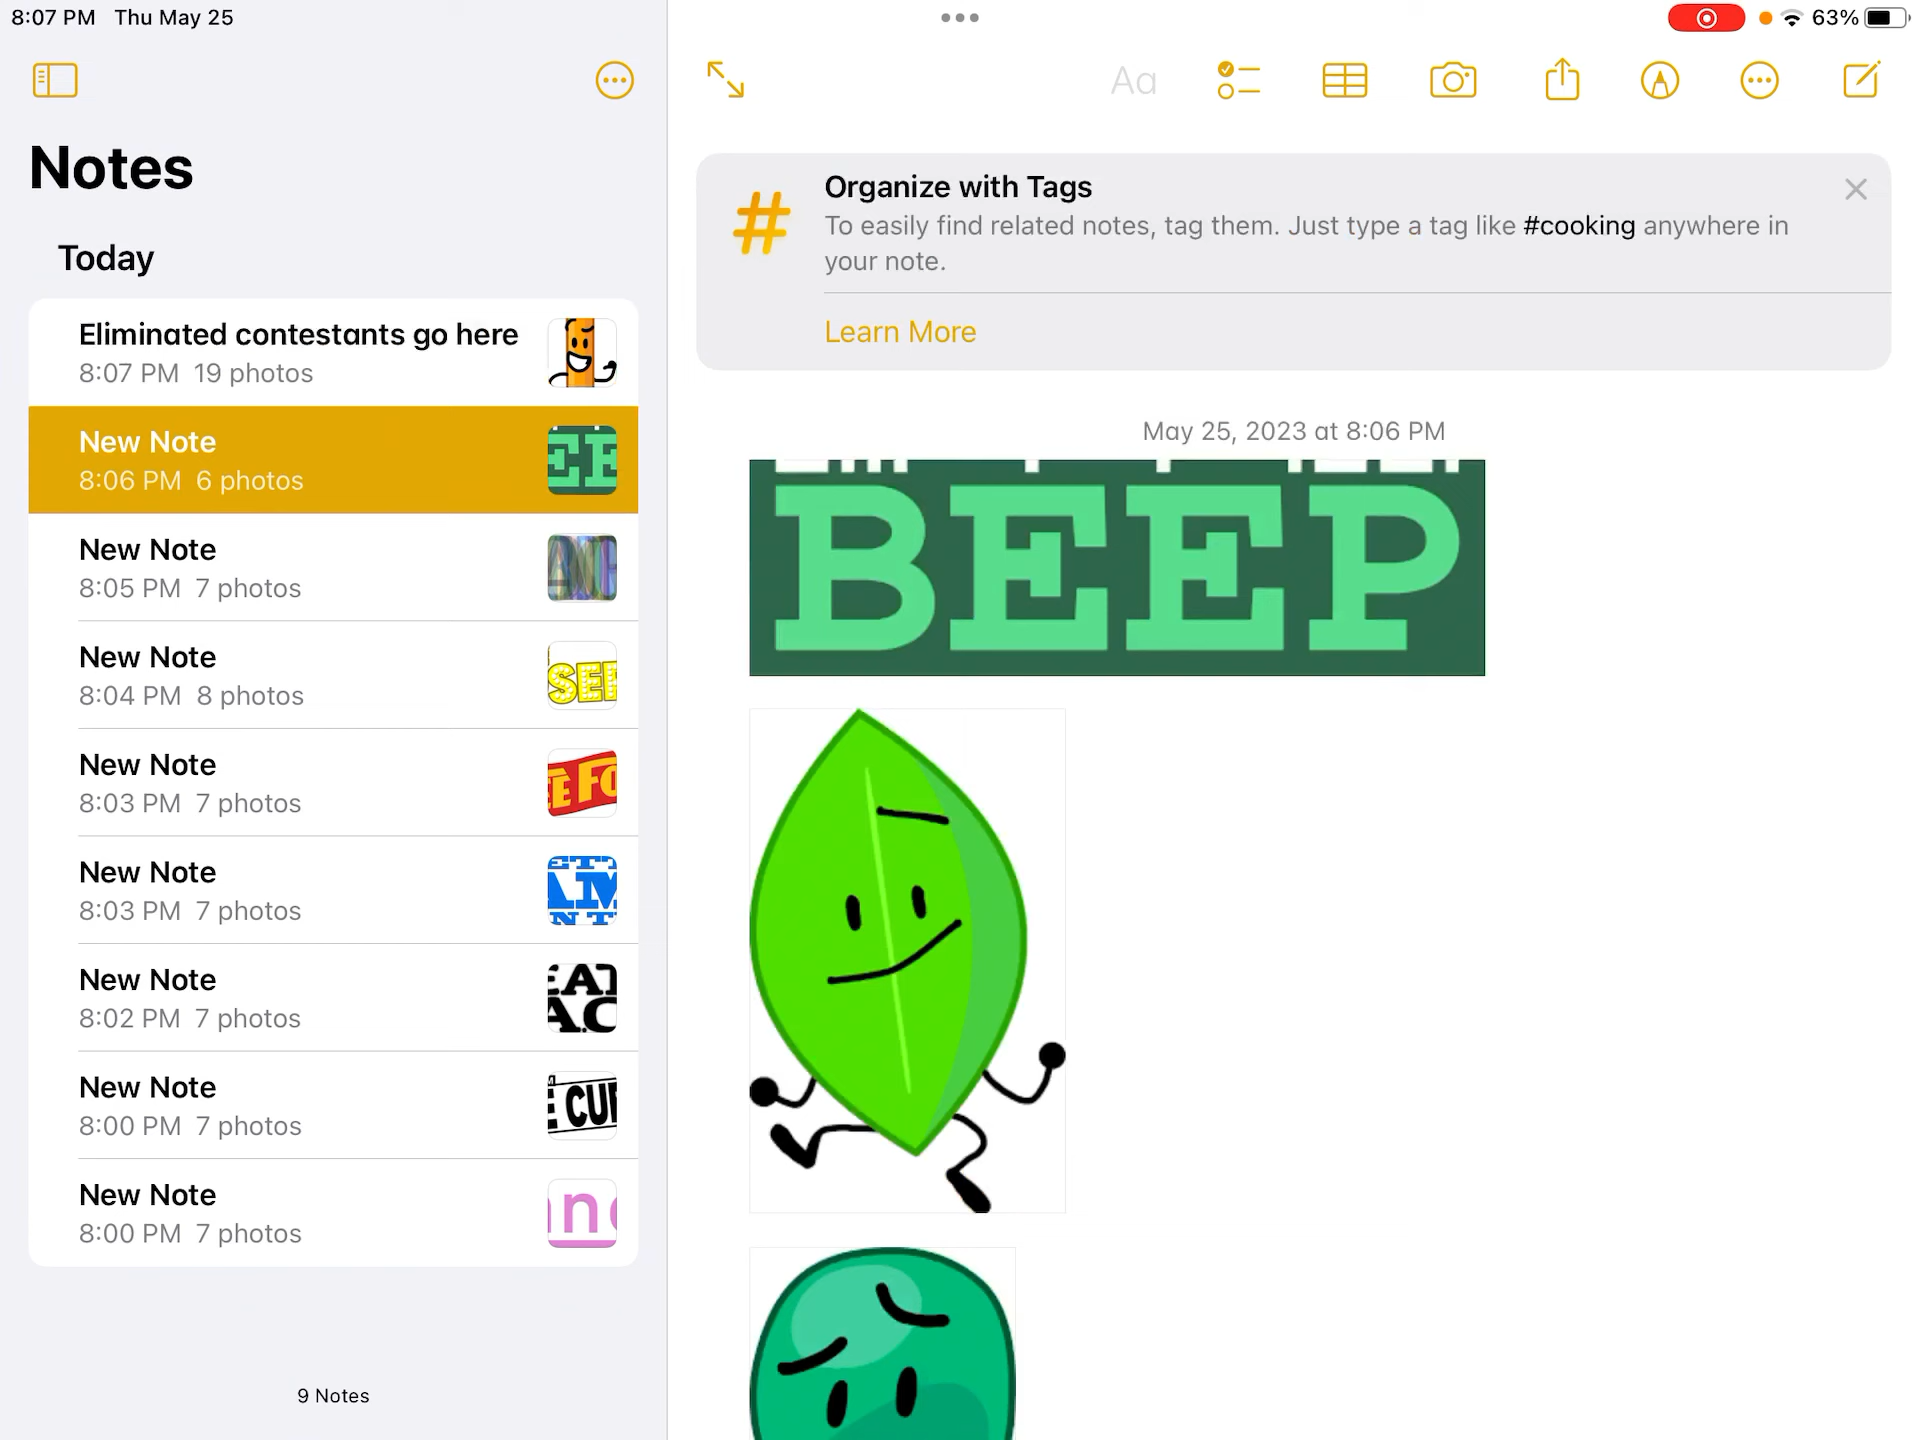 8:07 PM Thu May 25
63%
Notes
Today
Eliminated contestants go here
8:07 PM 19 photos
New Note
8:06 PM 6 photos
New Note
8:05 PM 7 photos
New Note
8:04 PM 8 photos
New Note
8:03 PM 7 photos
New Note
8:03 PM 7 photos
New Note
8:02 PM 7 photos
New Note
8:00 PM 7 photos
New Note
8:00 PM 7 photos
9 Notes
Aa
Organize with Tags
To easily find related notes, tag them. Just type a tag like #cooking anywhere in
your note.
Learn More
May 25, 2023 at 8:06 PM
BEEP